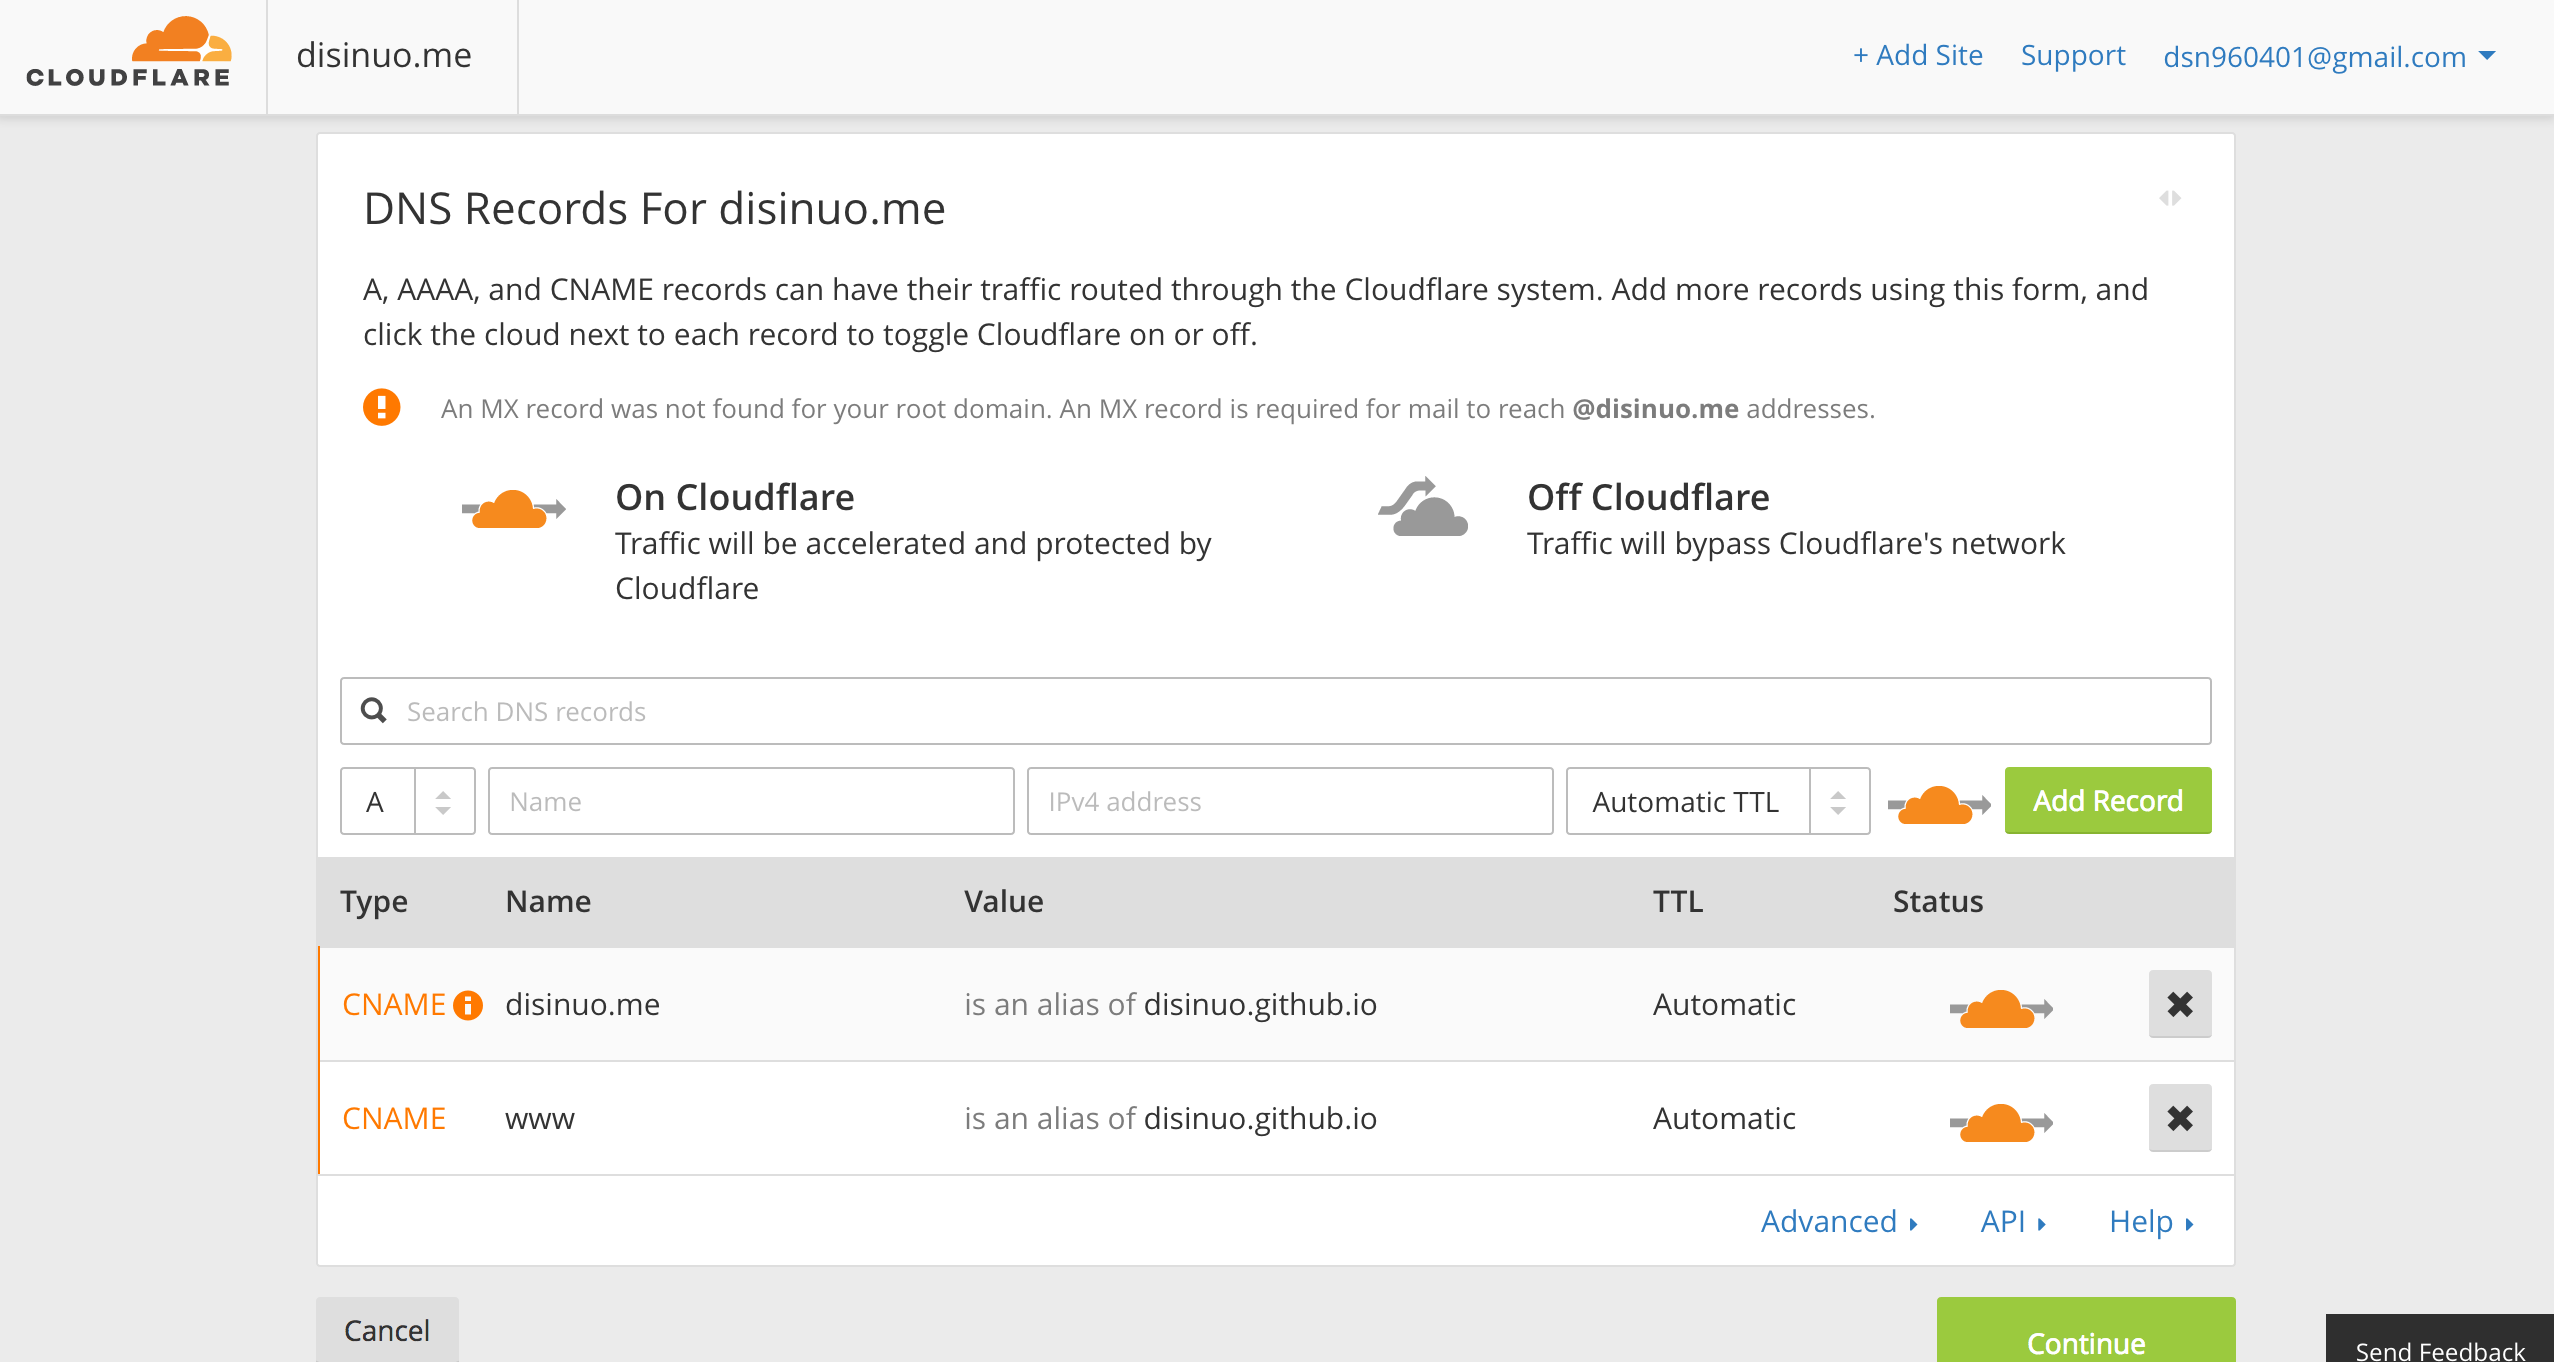 CLOUDFLARE
disinuo.me
+ Add Site
Support
dsn960401@gmail.com
DNS Records For disinuo.me
A, AAAA, and CNAME records can have their traffic routed through the Cloudflare system. Add more records using this form, and
click the cloud next to each record to toggle Cloudflare on or off.
An MX record was not found for your root domain. An MX record is required for mail to reach @disinuo.me addresses.
On Cloudflare
Traffic will be accelerated and protected by
Cloudflare
Off Cloudflare
Traffic will bypass Cloudflare's network
Search DNS records
A
Name
IPv4 address
Automatic TTL
Add Record
Type Name Value TTL Status
CNAME disinuo.me is an alias of disinuo.github.io Automatic
CNAME www is an alias of disinuo.github.io Automatic
Advanced
API
Help
Cancel
Continue
Send Feedback